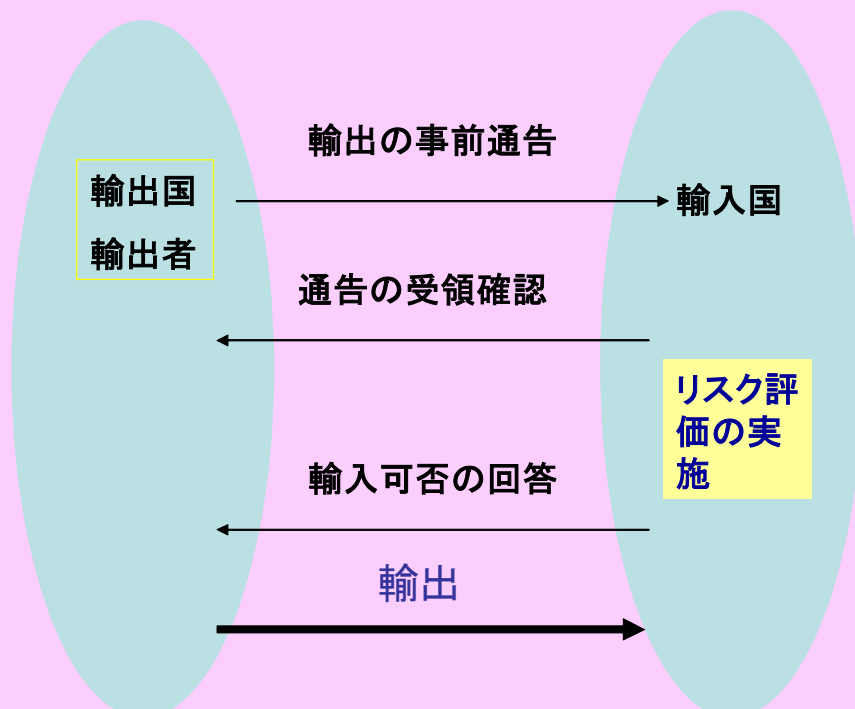 輸出の事前通告
輸出国
輸出者
輸入国
通告の受領確認
リスク評
価の実
施
輸入可否の回答
輸出